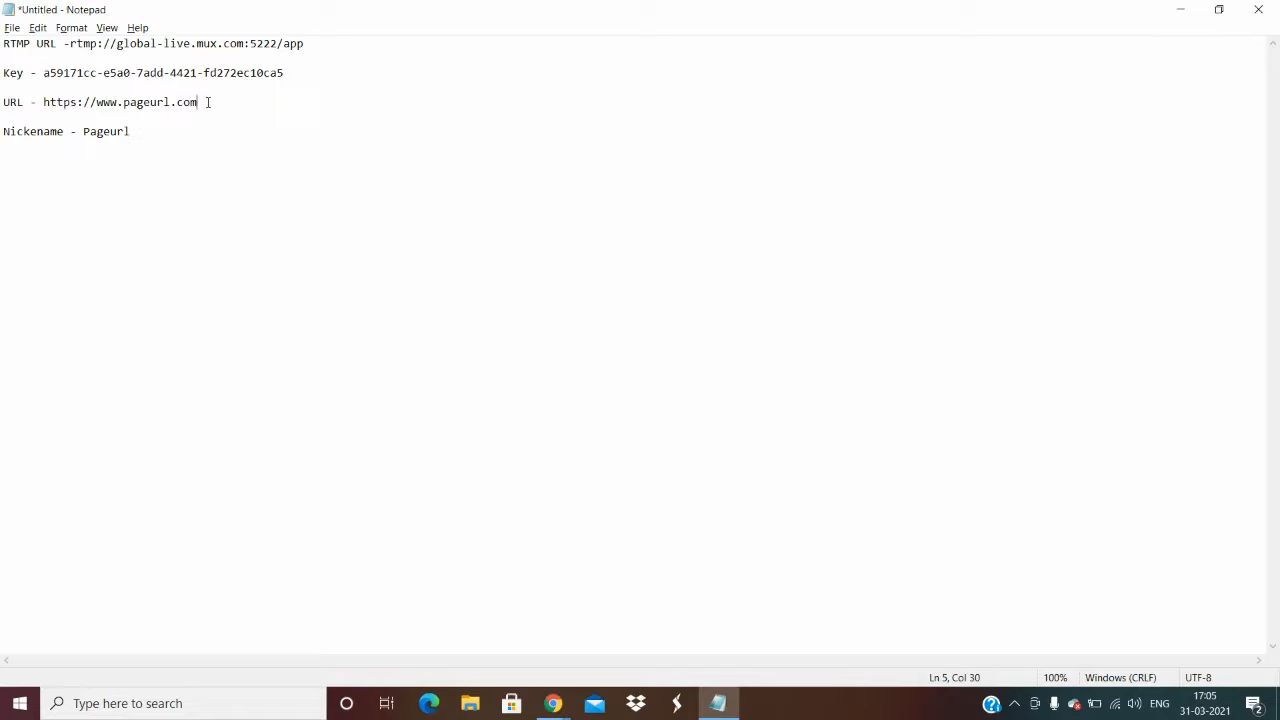 *Untitled - Notepad
File Edit Format View Help
RTMP URL -rtmp://global-live.mux.com:5222/app
Key - a59171cc-e5a0-7add-4421-fd272ec10ca5
URL - https://www.pageurl.com
Nickename - Pageurl
Ln 5, Col 30 100% Windows (CRLF) UTF-8
Type here to search
ENG
17:05
31-03-2021
2